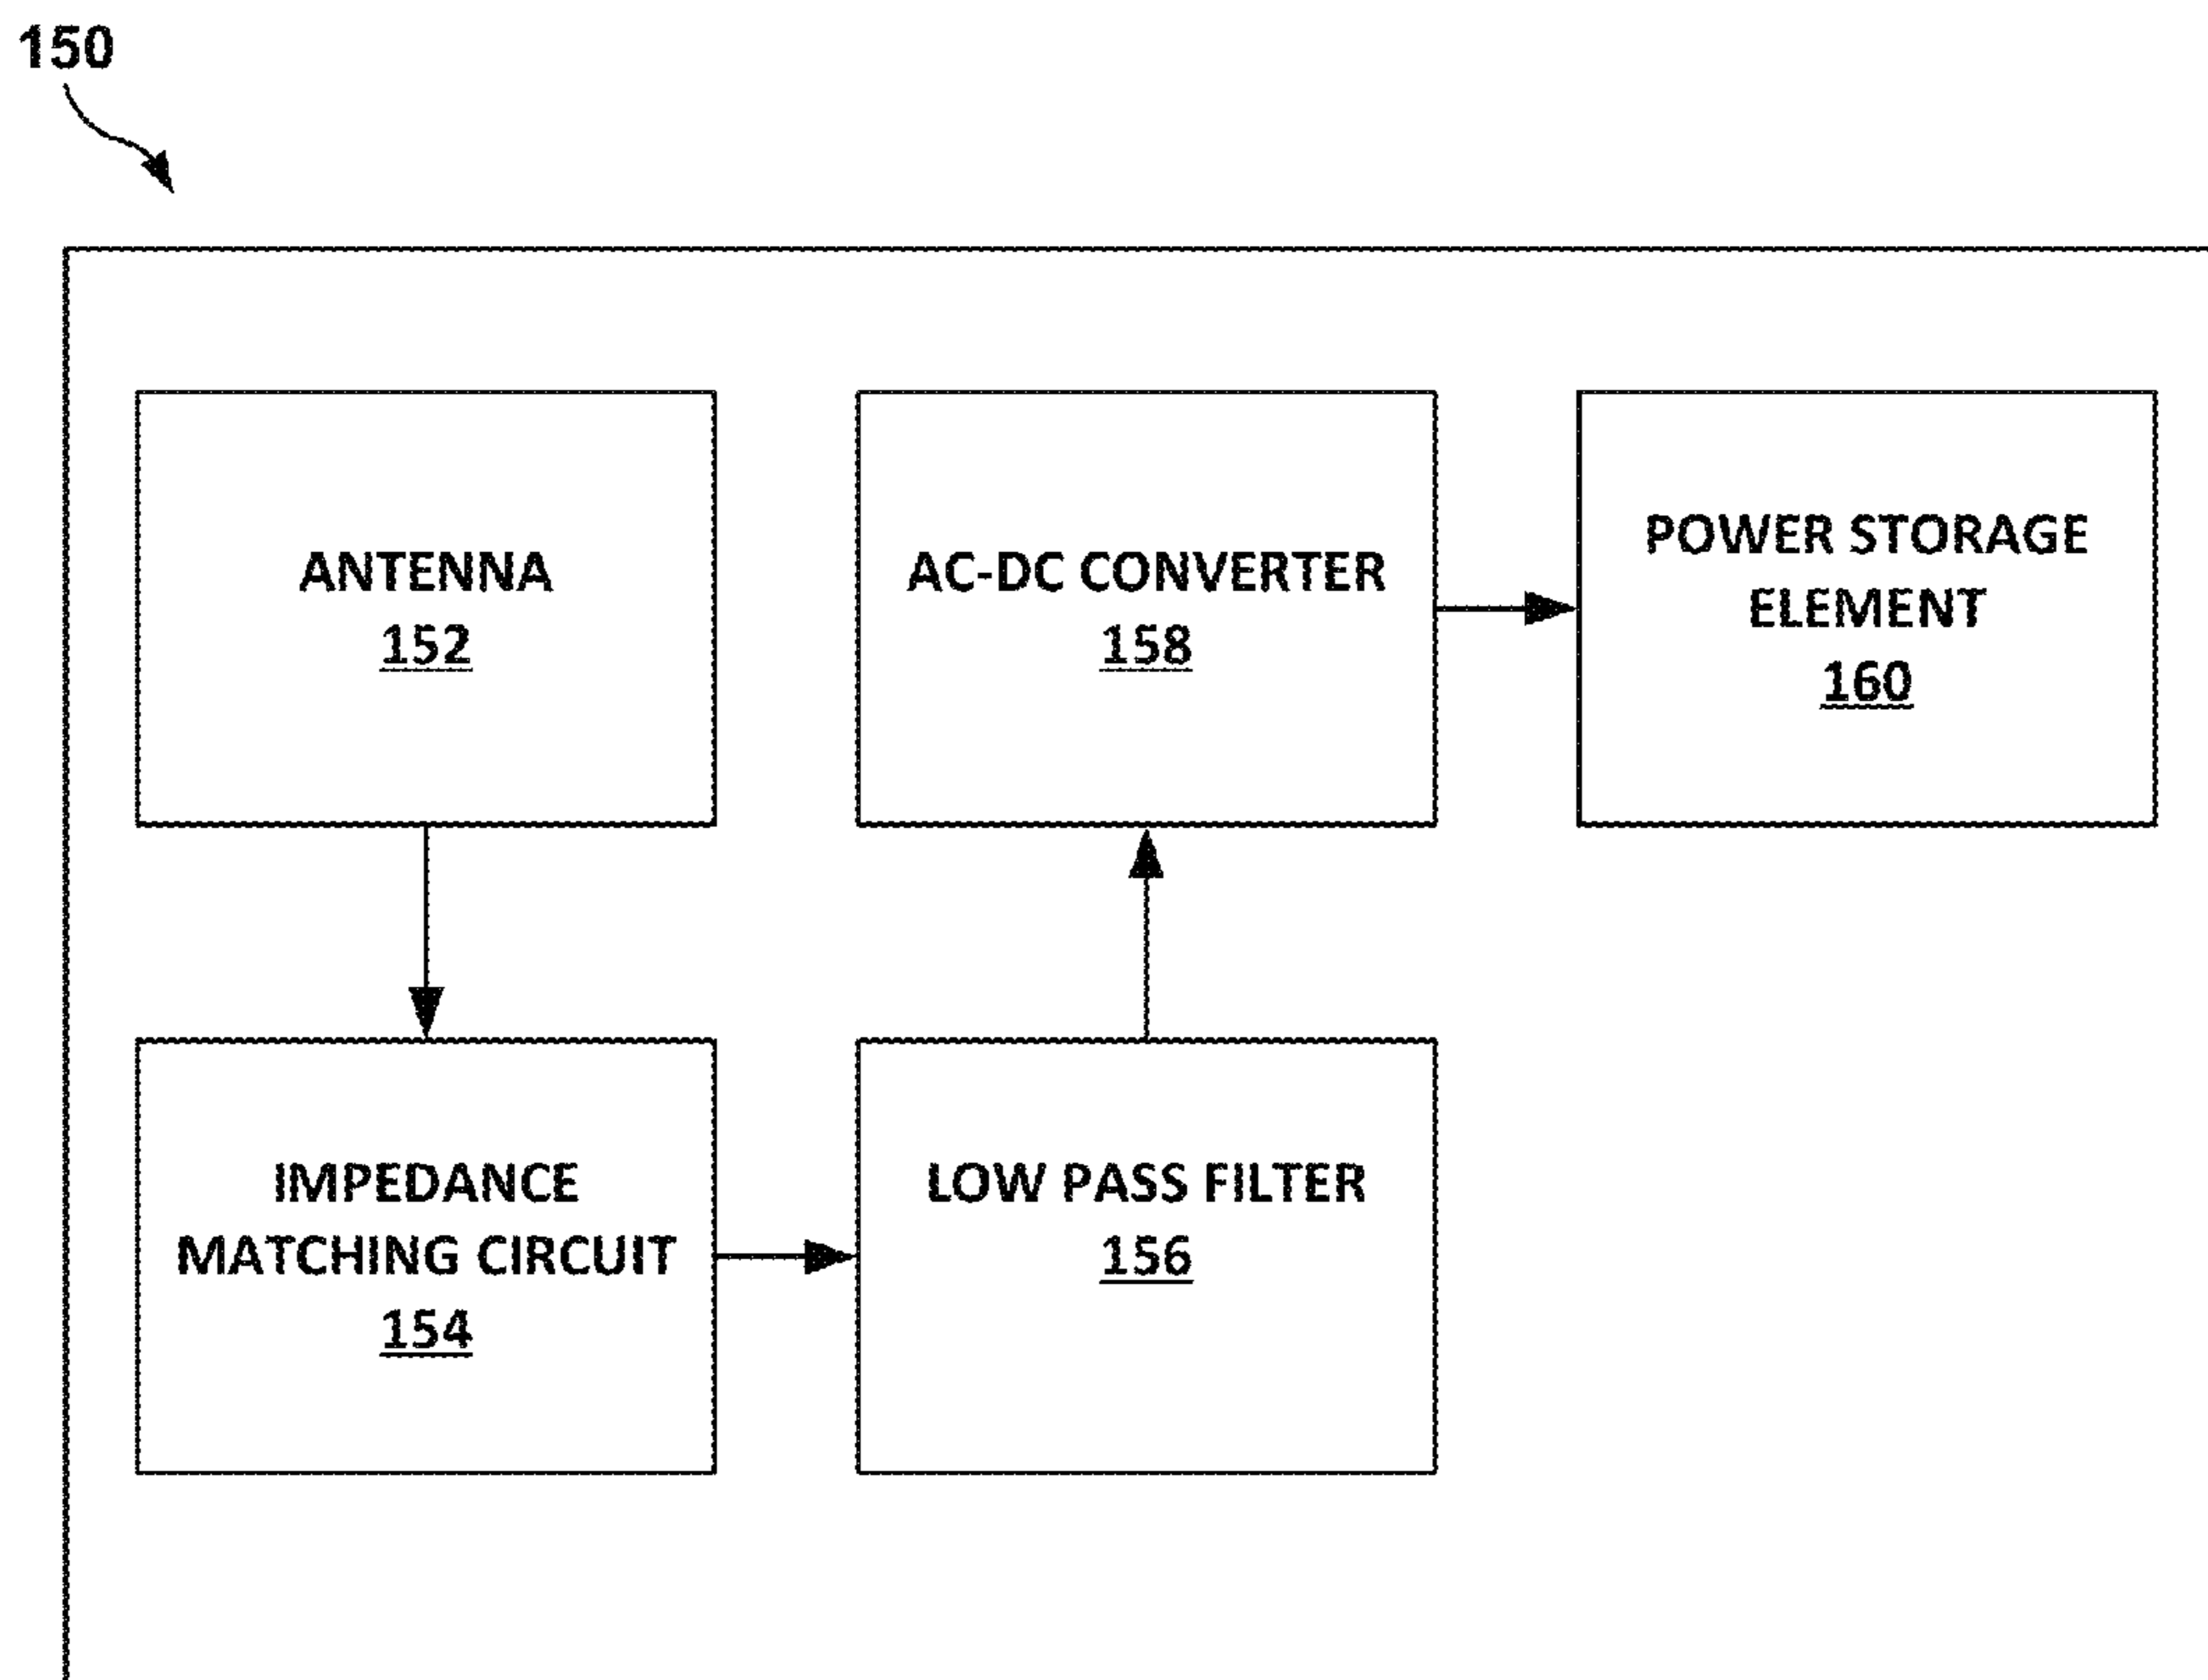 150
ANTENNA
152
AC-DC CONVERTER
158
POWER STORAGE
ELEMENT
160
IMPEDANCE
MATCHING CIRCUIT
154
LOW PASS FILTER
156